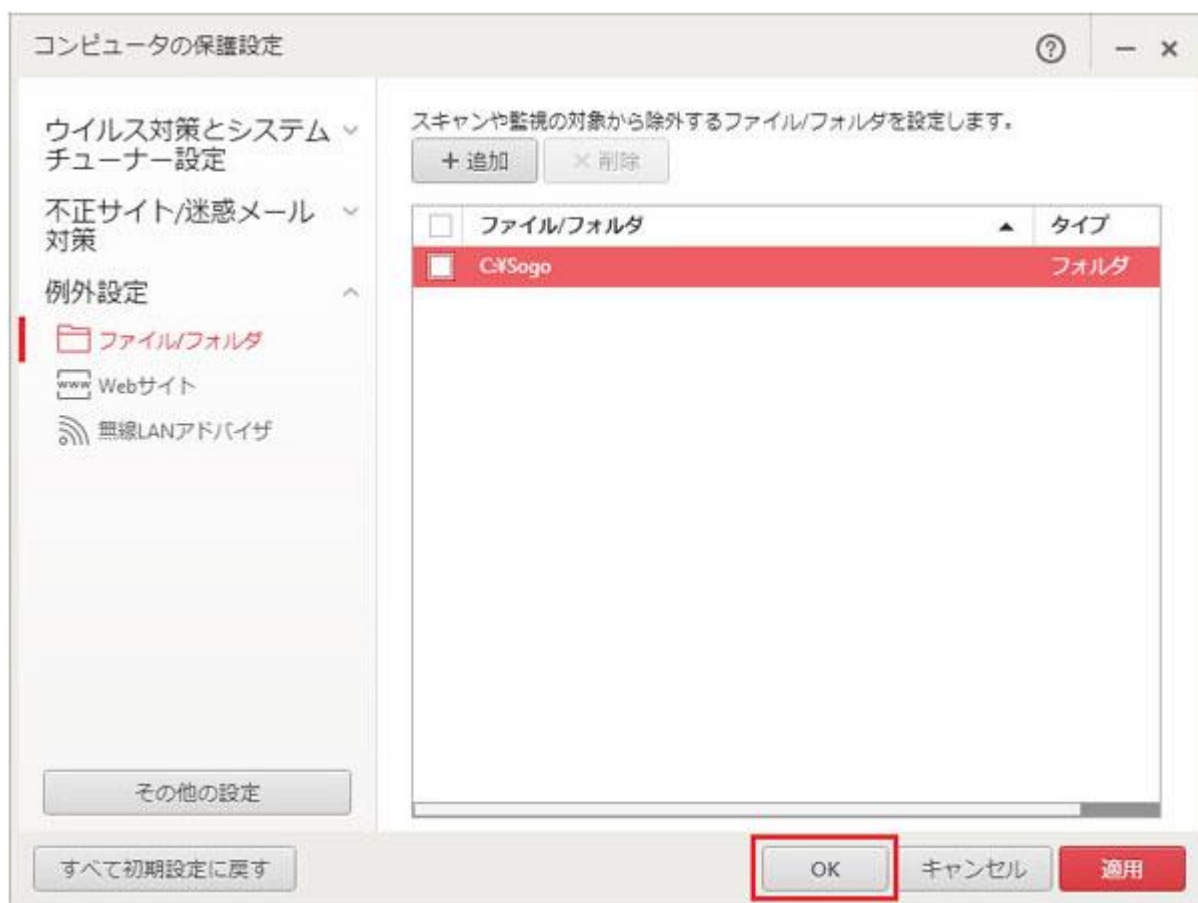 コンピュータの保護設定
ウイルス対策とシステム
チューナー設定
不正サイト/迷惑メール
対策
例外設定
ファイル/フォルダ
www Webサイト
無線LANアドバイザ
その他の設定
スキャンや監視の対象から除外するファイル/フォルダを設定します。
+ 追加 × 削除
ファイル/フォルダ ▲ タイプ
C:¥Sogo フォルダ
すべて初期設定に戻す OK キャンセル 適用